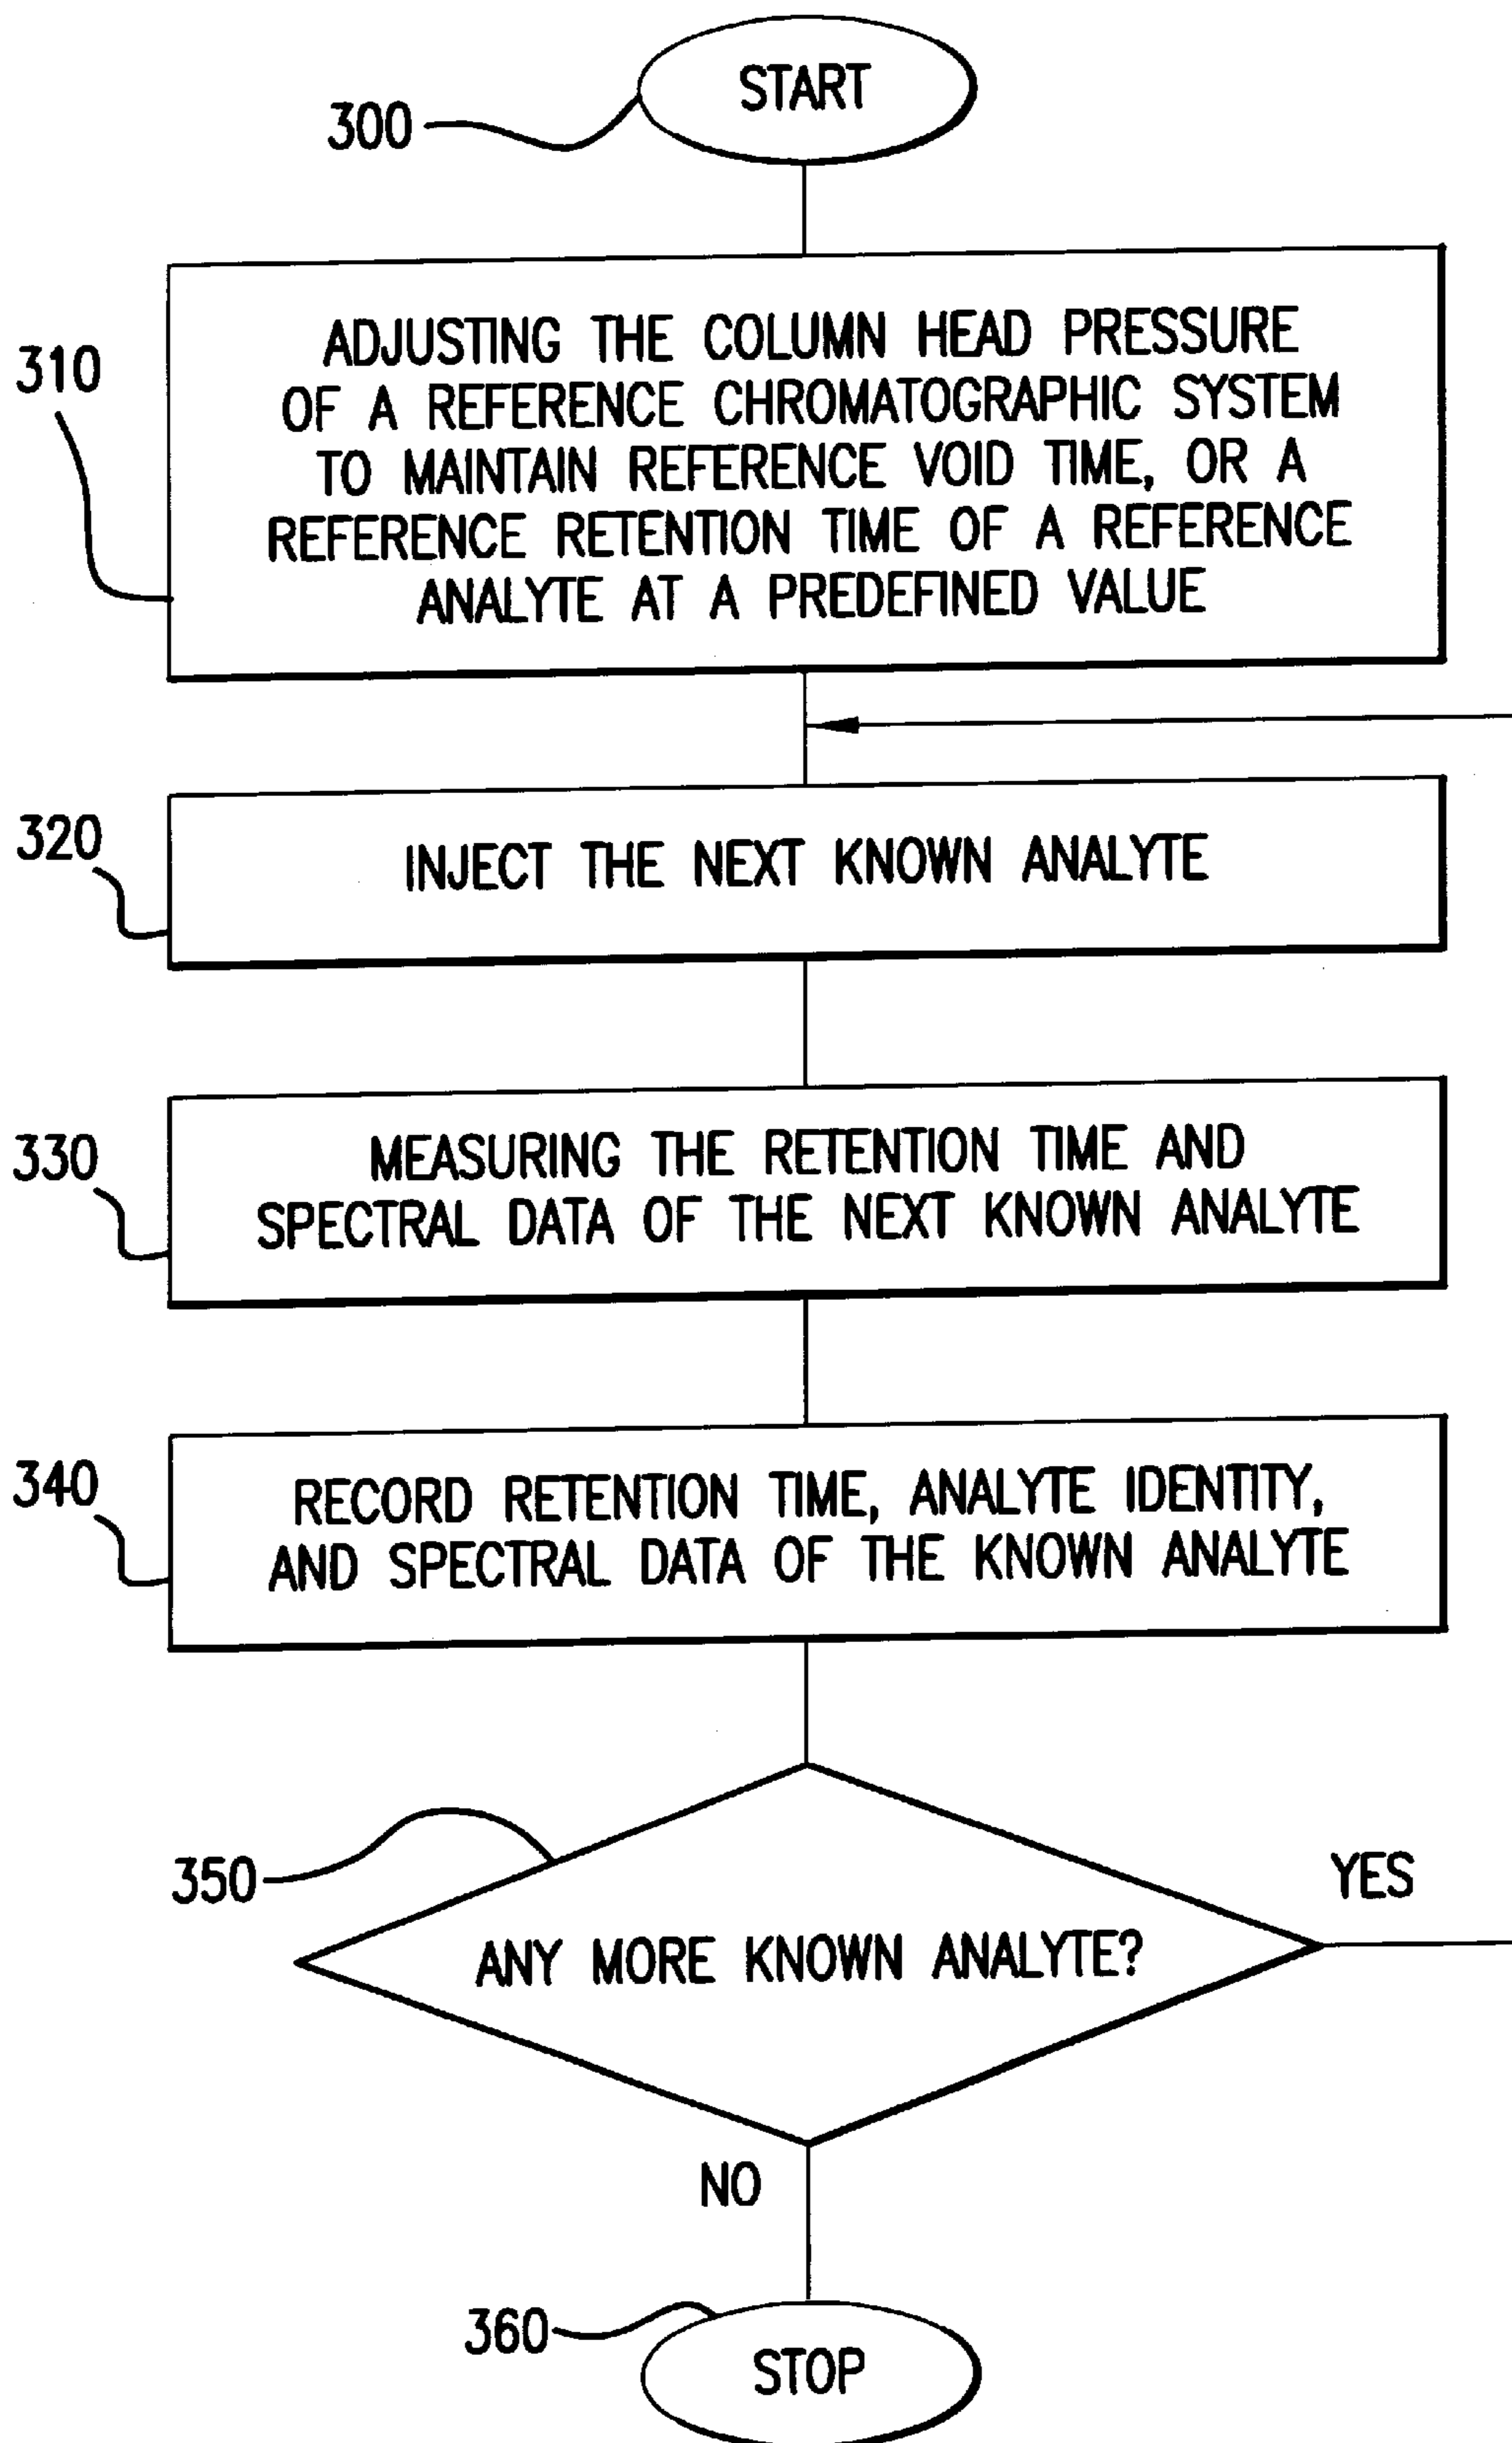 START
300
ADJUSTING THE COLUMN HEAD PRESSURE
OF A REFERENCE CHROMATOGRAPHIC SYSTEM
TO MAINTAIN REFERENCE VOID TIME, OR A
REFERENCE RETENTION TIME OF A REFERENCE
ANALYTE AT A PREDEFINED VALUE
310
INJECT THE NEXT KNOWN ANALYTE
320
MEASURING THE RETENTION TIME AND
SPECTRAL DATA OF THE NEXT KNOWN ANALYTE
330
RECORD RETENTION TIME, ANALYTE IDENTITY,
AND SPECTRAL DATA OF THE KNOWN ANALYTE
340
350
YES
ANY MORE KNOWN ANALYTE?
NO
360
STOP